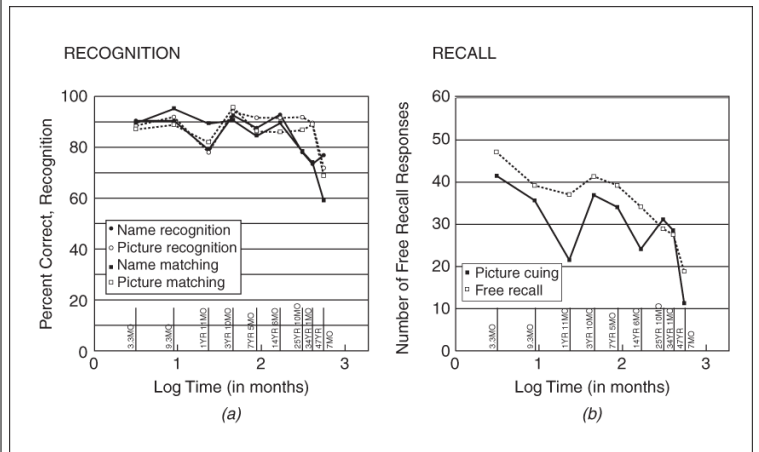 RECOGNITION
Percent Correct, Recognition
100
80
60
40
20
0
Name recognition
Picture recognition
Name matching
Picture matching
3.3MO
9.3MO
1YR 11MO
3YR 10MO
7YR 5MO
14YR 6MO
25YR 10MO
34YR 1MO
47YR
7MO
0
1
2
3
Log Time (in months)
(a)
RECALL
Number of Free Recall Responses
60
50
40
30
20
10
0
Picture cuing
Free recall
3.3MO
9.3MO
1YR 11MO
3YR 10MO
7YR 5MO
14YR 6MO
25YR 10MO
34YR 1MO
47YR
7MO
0
1
2
3
Log Time (in months)
(b)